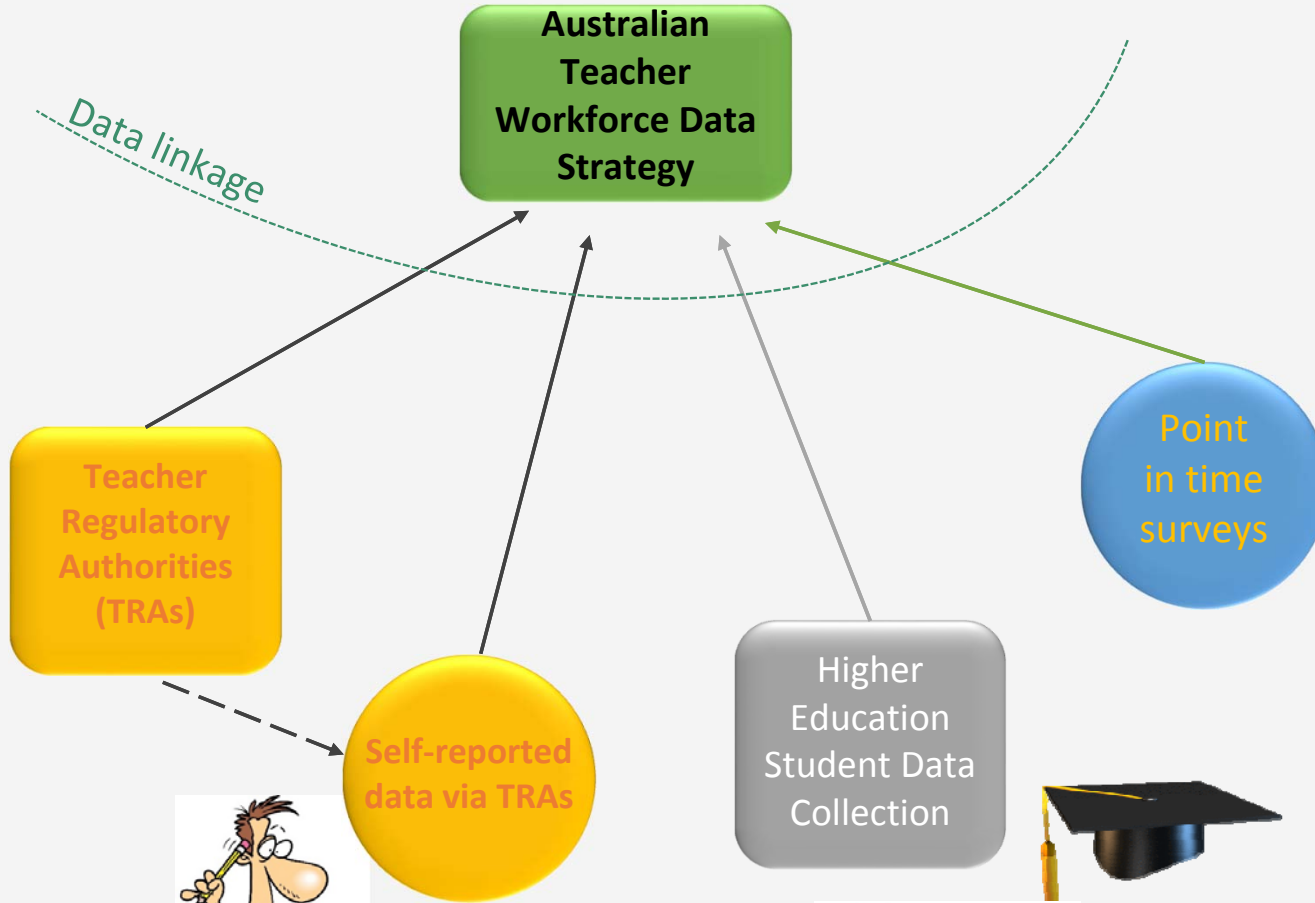 Australian
Teacher
Workforce Data
Strategy
Data linkage
Teacher
Regulatory
Authorities
(TRAs)
Point
in time
surveys
Self-reported
data via TRAs
Higher
Education
Student Data
Collection